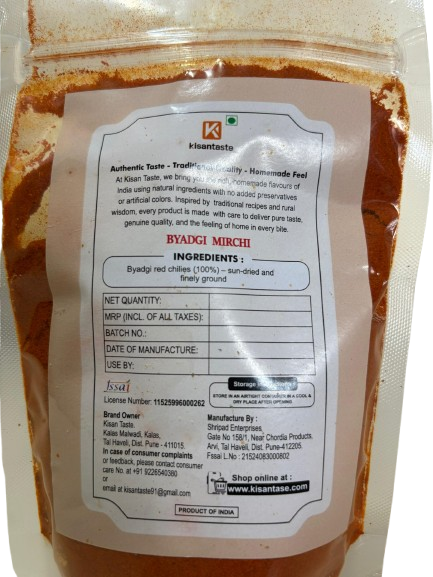 kisantaste
Authentic Taste - Traditional Quality - Homemade Feel
At Kisan Taste, we bring you the homemade flavours of
India using natural ingredients with no added preservatives
or artificial colors. Inspired by traditional recipes and rural
wisdom, every product is made with care to deliver pure taste,
genuine quality, and the feeling of home in every bite.
BYADGI MIRCHI
INGREDIENTS :
Byadgi red chilies (100%) – sun-dried and
finely ground
NET QUANTITY:
MRP (INCL. OF ALL TAXES):
BATCH NO.:
DATE OF MANUFACTURE:
USE BY:
fssai
License Number: 11525996000262
Storage
STORE IN AN AIRTIGHT CONTAINER IN A COOL &
DRY PLACE AFTER OPENING
Brand Owner
Kisan Taste,
Kalas Malwadi, Kalas,
Tal Haveli, Dist. Pune - 411015.
In case of consumer complaints
or feedback, please contact consumer
care No. at +91 9226540360
or
email at kisantaste91@gmail.com
Manufacture By :
Shripad Enterprises,
Gate No 158/1, Near Chordia Products,
Arvi, Tal Haveli, Dist. Pune-412205.
Fssai L.No : 21524083000602
Shop online at :
www.kisantase.com
PRODUCT OF INDIA